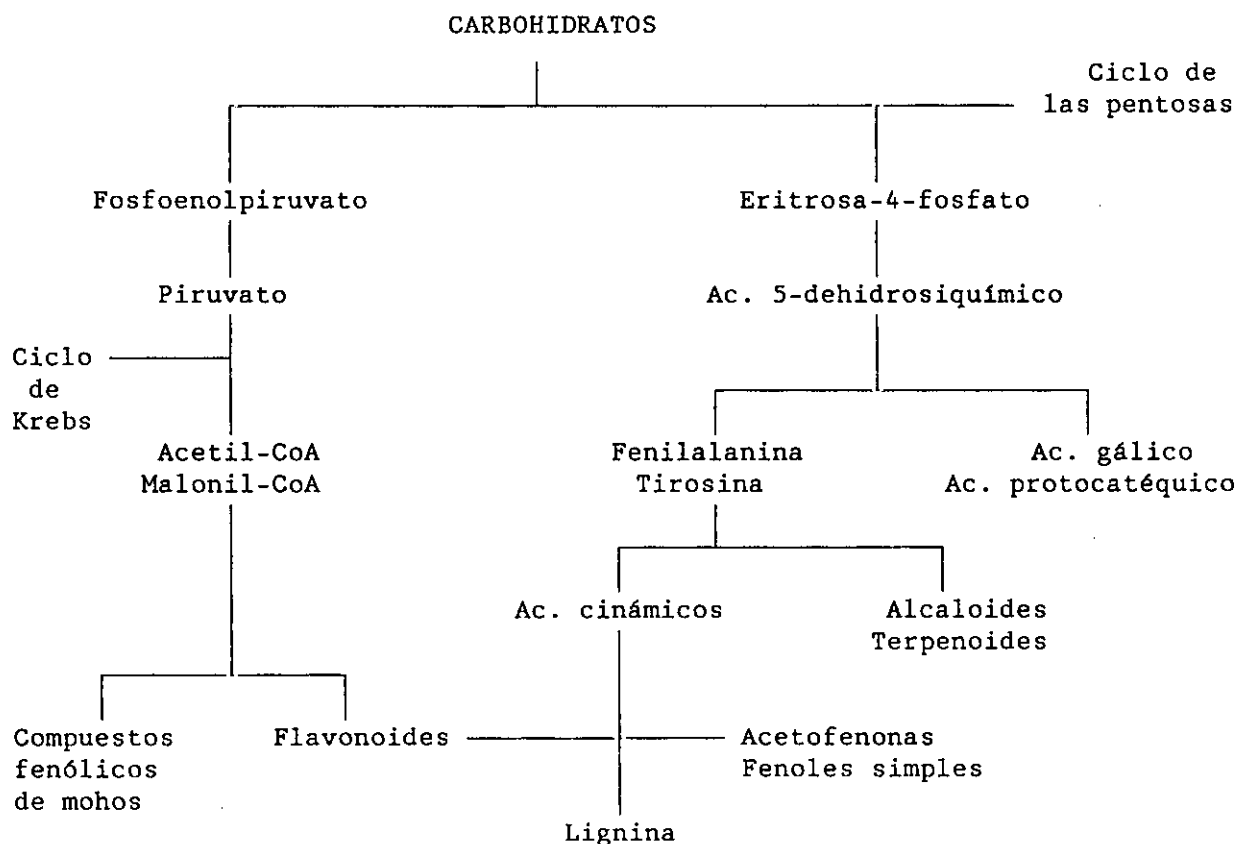 CARBOHIDRATOS
Ciclo de
las pentosas
Fosfoenolpiruvato
Eritrosa-4-fosfato
Piruvato
Ac. 5-dehidrosiquímico
Ciclo
de
Krebs
Acetil-CoA
Malonil-CoA
Fenilalanina
Tirosina
Ac. gálico
Ac. protocatéquico
Ac. cinámicos
Alcaloides
Terpenoides
Compuestos
fenólicos
de mohos
Flavonoides
Acetofenonas
Fenoles simples
Lignina